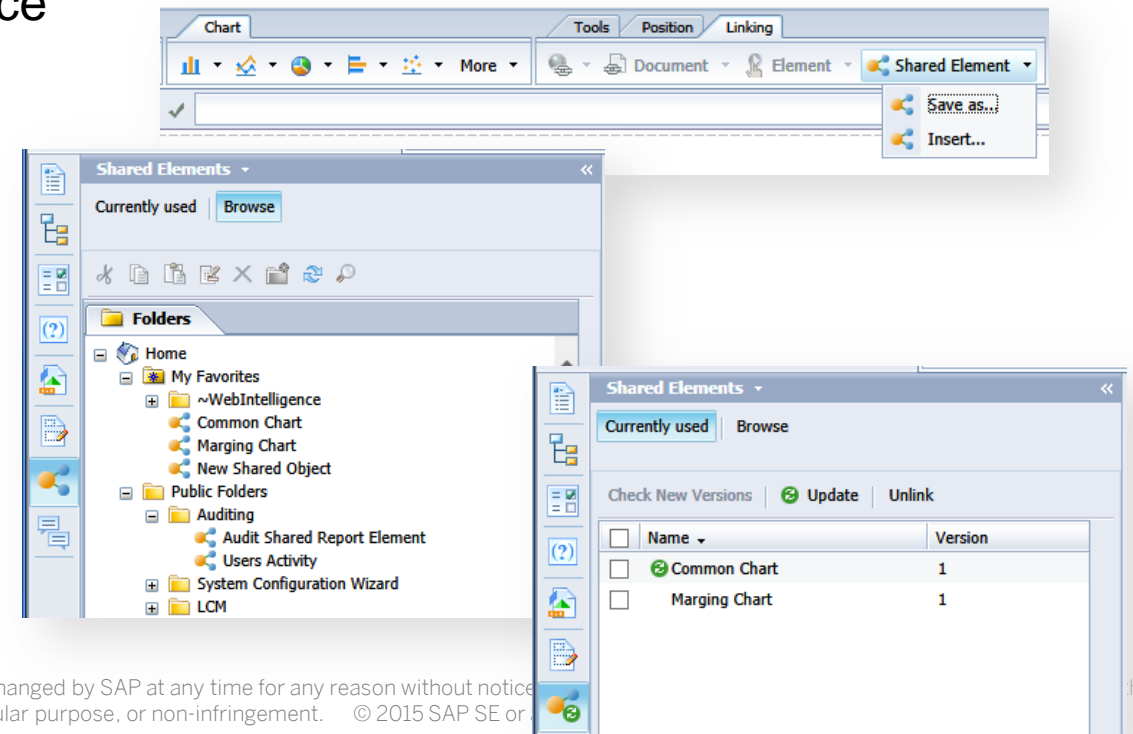 ce
Chart
Tools Position Linking
More Document Element Shared Element
Save as...
Insert...
Shared Elements
Currently used Browse
Folders
Home
My Favorites
~WebIntelligence
Common Chart
Marging Chart
New Shared Object
Public Folders
Auditing
Audit Shared Report Element
Users Activity
System Configuration Wizard
LCM
Shared Elements
Currently used Browse
Check New Versions Update Unlink
Name Version
Common Chart 1
Marging Chart 1
hanged by SAP at any time for any reason without notice
ular purpose, or non-infringement. © 2015 SAP SE or